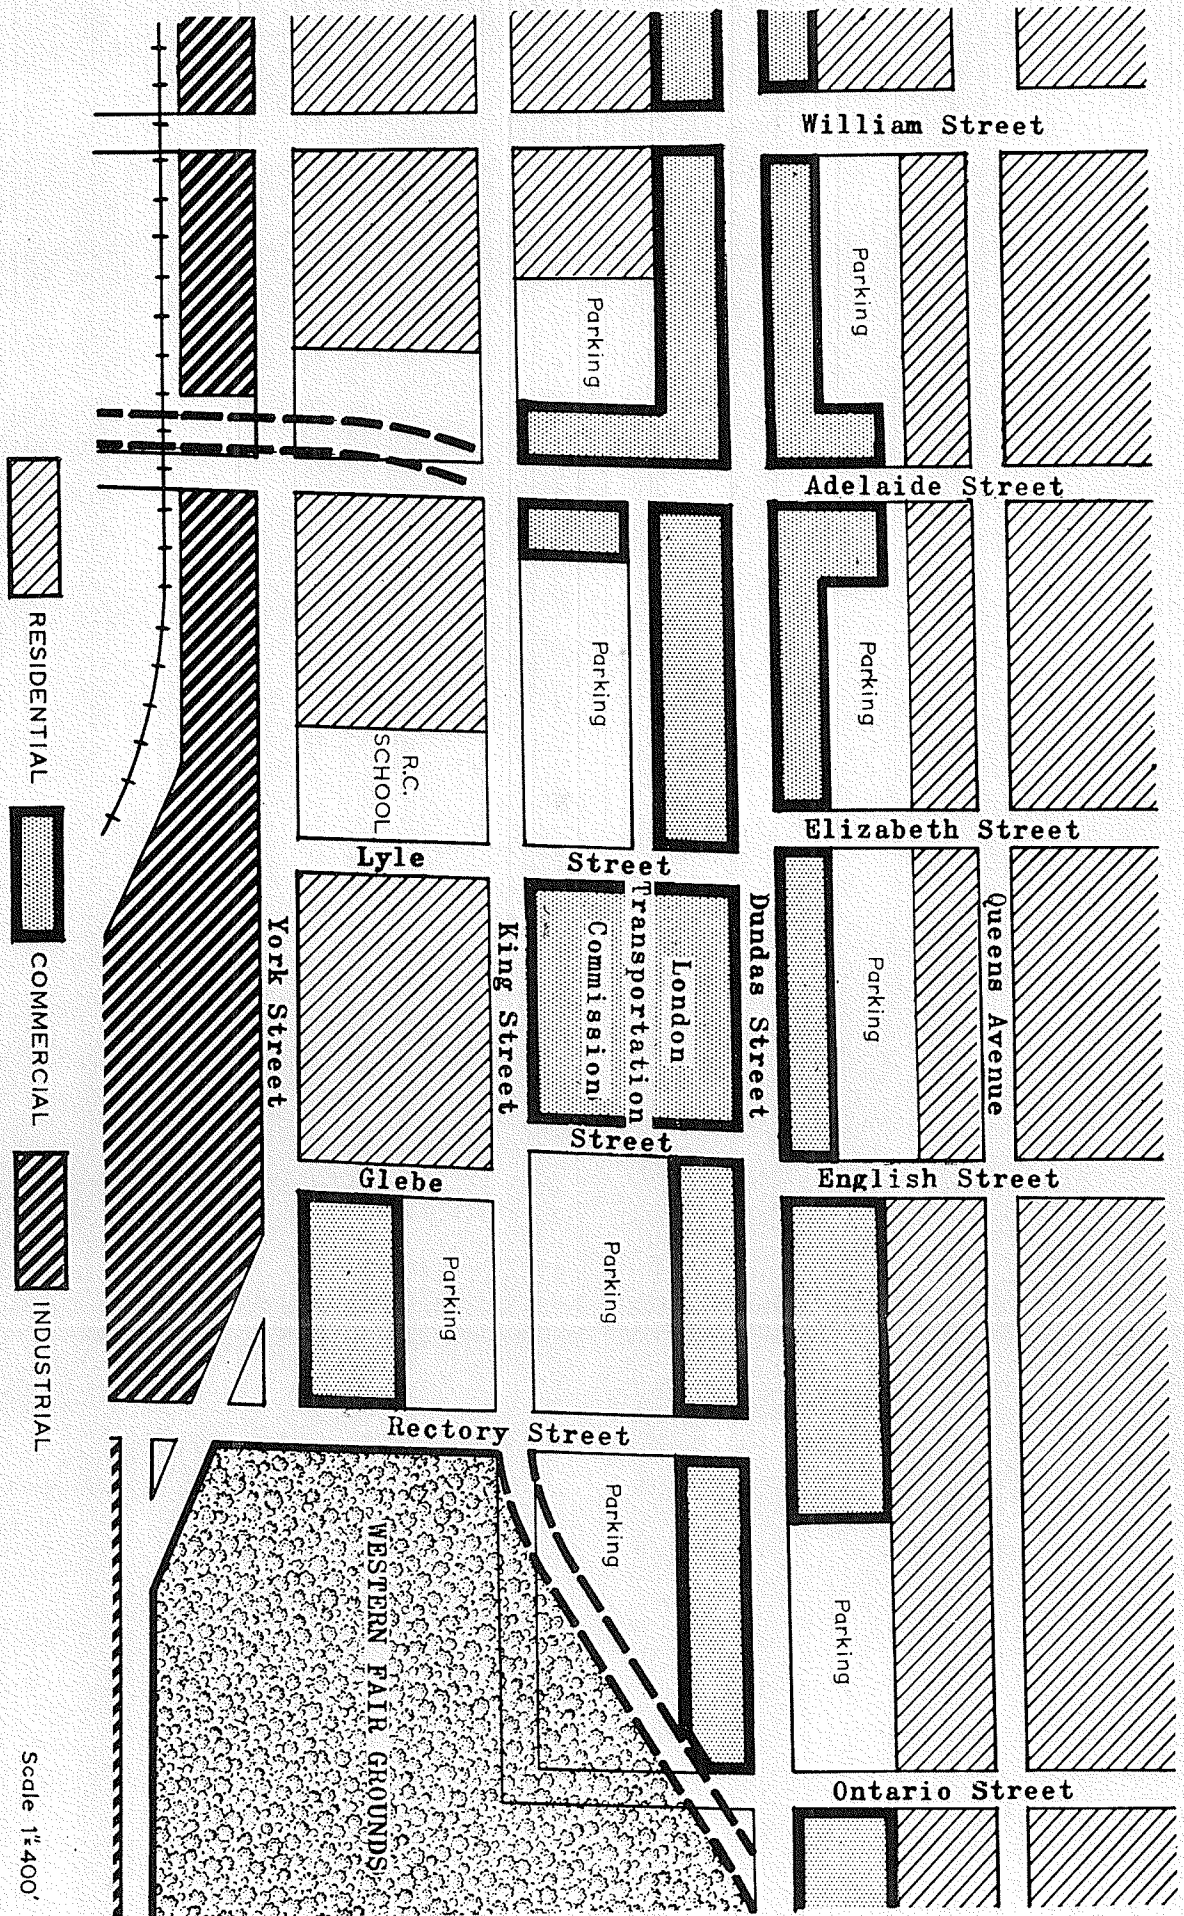 William Street
Parking
Parking
Adelaide Street
Parking
Parking
R.C.
SCHOOL
Elizabeth Street
Lyle Street
Queens Avenue
Dundas Street
King Street
York Street
London
Transportation
Commission
Parking
English Street
Glebe Street
Parking
Parking
Rectory Street
Parking
WESTERN FAIR GROUNDS
Parking
Ontario Street
RESIDENTIAL
COMMERCIAL
INDUSTRIAL
Scale 1"=400'